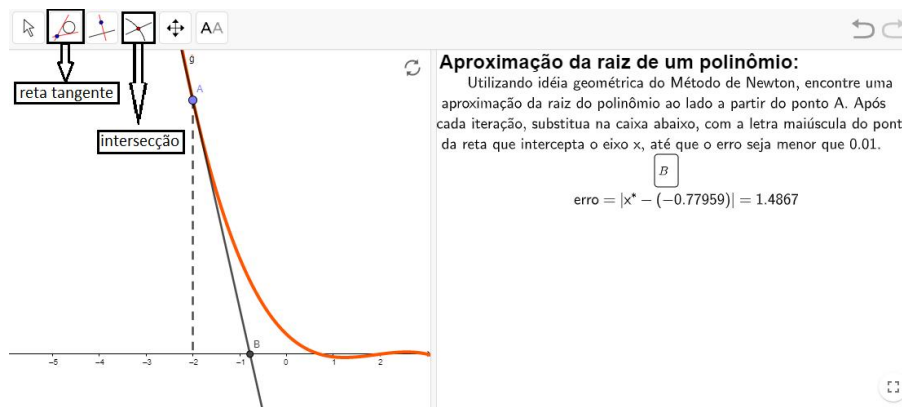 AA
reta tangente
intersecção
g
A
B
-5 -4 -3 -2 -1 0 1 2
Aproximação da raiz de um polinômio:
Utilizando idéia geométrica do Método de Newton, encontre uma
aproximação da raiz do polinômio ao lado a partir do ponto A. Após
cada iteração, substitua na caixa abaixo, com a letra maiúscula do pont
da reta que intercepta o eixo x, até que o erro seja menor que 0.01.
B
erro = |x* − (−0.77959)| = 1.4867